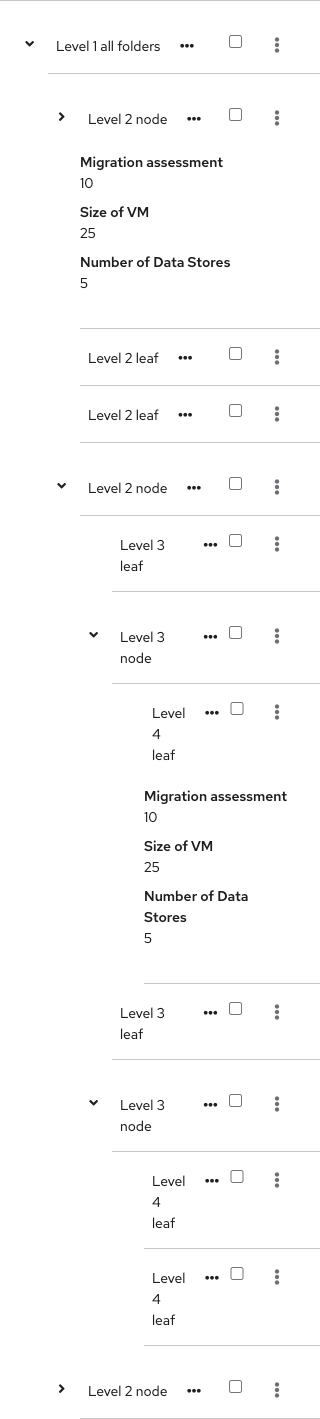 Level 1 all folders
Level 2 node
Migration assessment
10
Size of VM
25
Number of Data Stores
5
Level 2 leaf
Level 2 leaf
Level 2 node
Level 3
leaf
Level 3
node
Level
4
leaf
Migration assessment
10
Size of VM
25
Number of Data
Stores
5
Level 3
leaf
Level 3
node
Level
4
leaf
Level
4
leaf
Level 2 node